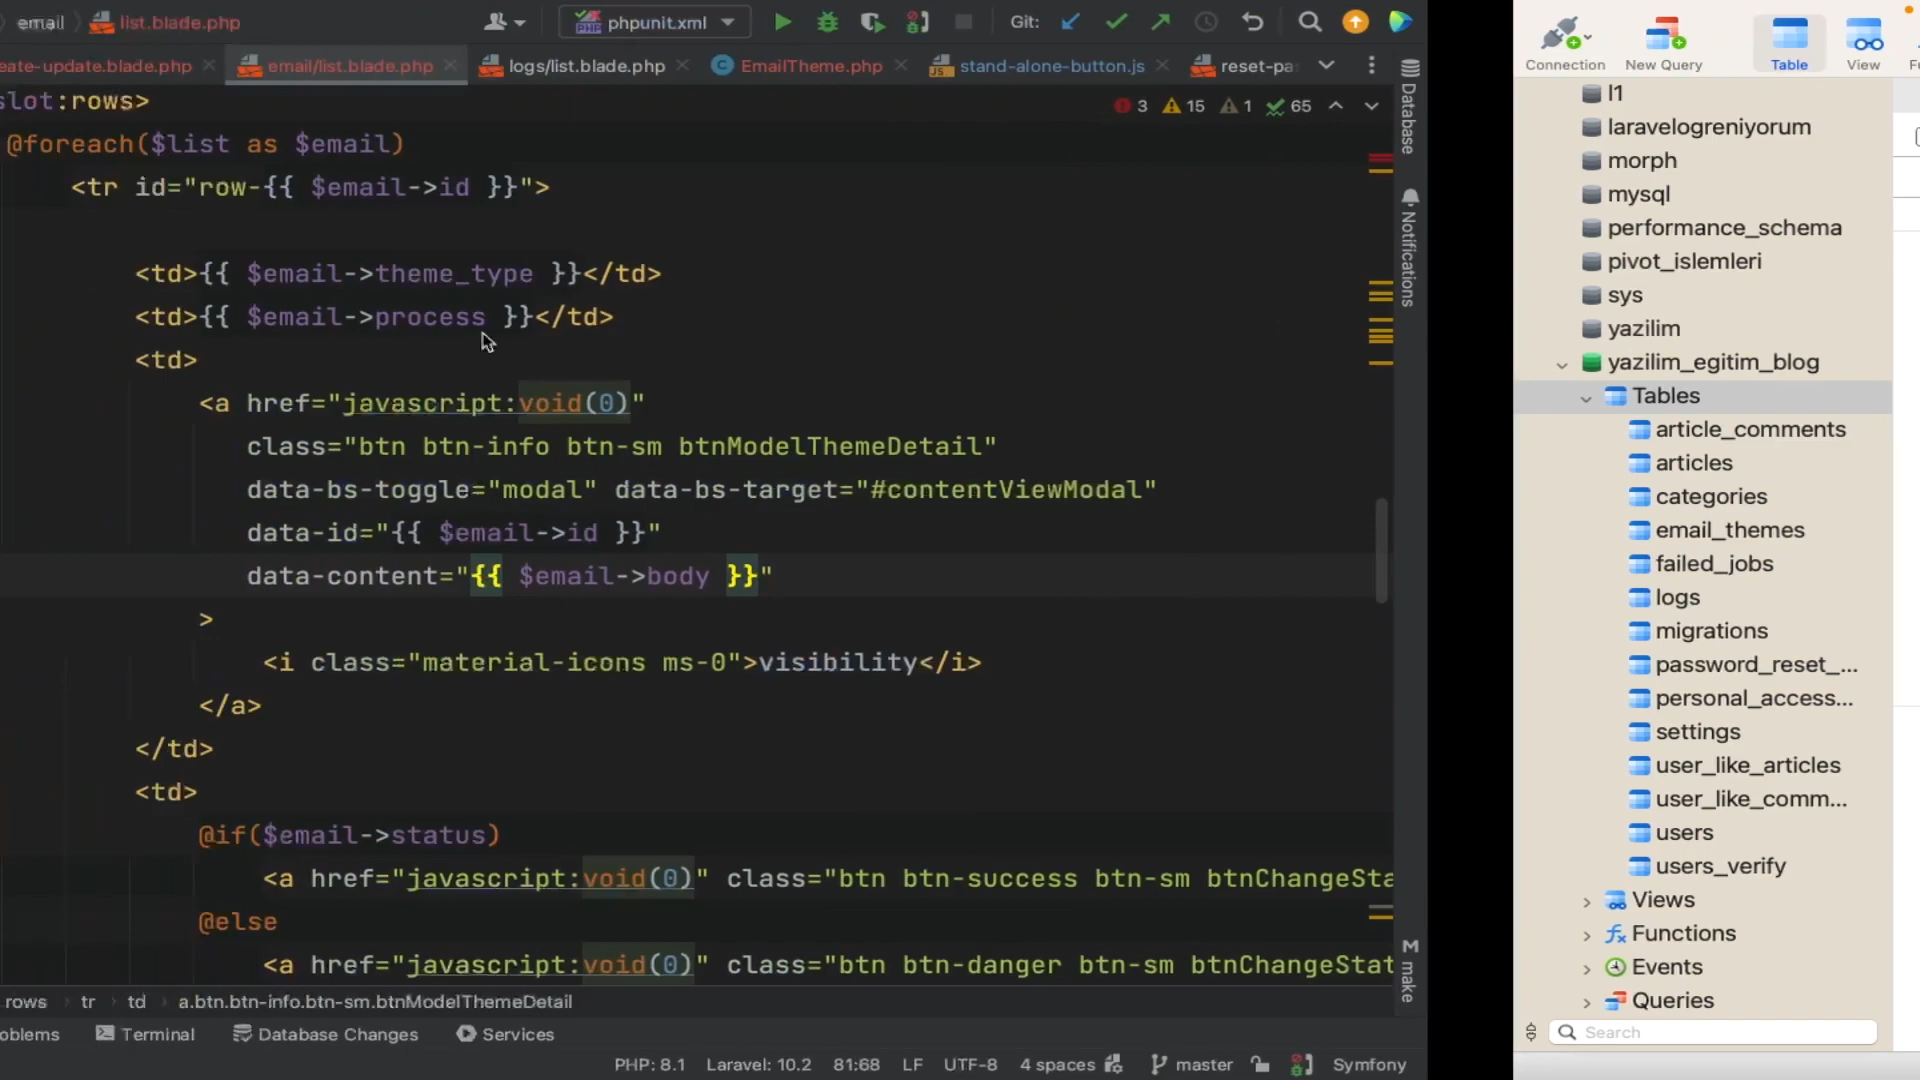 email
list.blade.php
phpunit.xml
Git:
eate-update.blade.php
email/list.blade.php
logs/list.blade.php
EmailTheme.php
stand-alone-button.js
reset-pa
3 15 1 65
slot:rows>
@foreach($list as $email)
<tr id="row-{{ $email->id }}">
<td>{{ $email->theme_type }}</td>
<td>{{ $email->process }}</td>
<td>
<a href="javascript:void(0)"
class="btn btn-info btn-sm btnModelThemeDetail"
data-bs-toggle="modal" data-bs-target="#contentViewModal"
data-id="{{ $email->id }}"
data-content="{{ $email->body }}"
>
<i class="material-icons ms-0">visibility</i>
</a>
</td>
<td>
@if($email->status)
<a href="javascript:void(0)" class="btn btn-success btn-sm btnChangeSta
@else
<a href="javascript:void(0)" class="btn btn-danger btn-sm btnChangeStat
Database
Notifications
make
rows
tr
td
a.btn.btn-info.btn-sm.btnModelThemeDetail
oblems
Terminal
Database Changes
Services
PHP: 8.1
Laravel: 10.2
81:68
LF
UTF-8
4 spaces
master
Symfony
Connection
New Query
Table
View
l1
laravelogreniyorum
morph
mysql
performance_schema
pivot_islemleri
sys
yazilim
yazilim_egitim_blog
Tables
article_comments
articles
categories
email_themes
failed_jobs
logs
migrations
password_reset_...
personal_access...
settings
user_like_articles
user_like_comm...
users
users_verify
Views
Functions
Events
Queries
Search